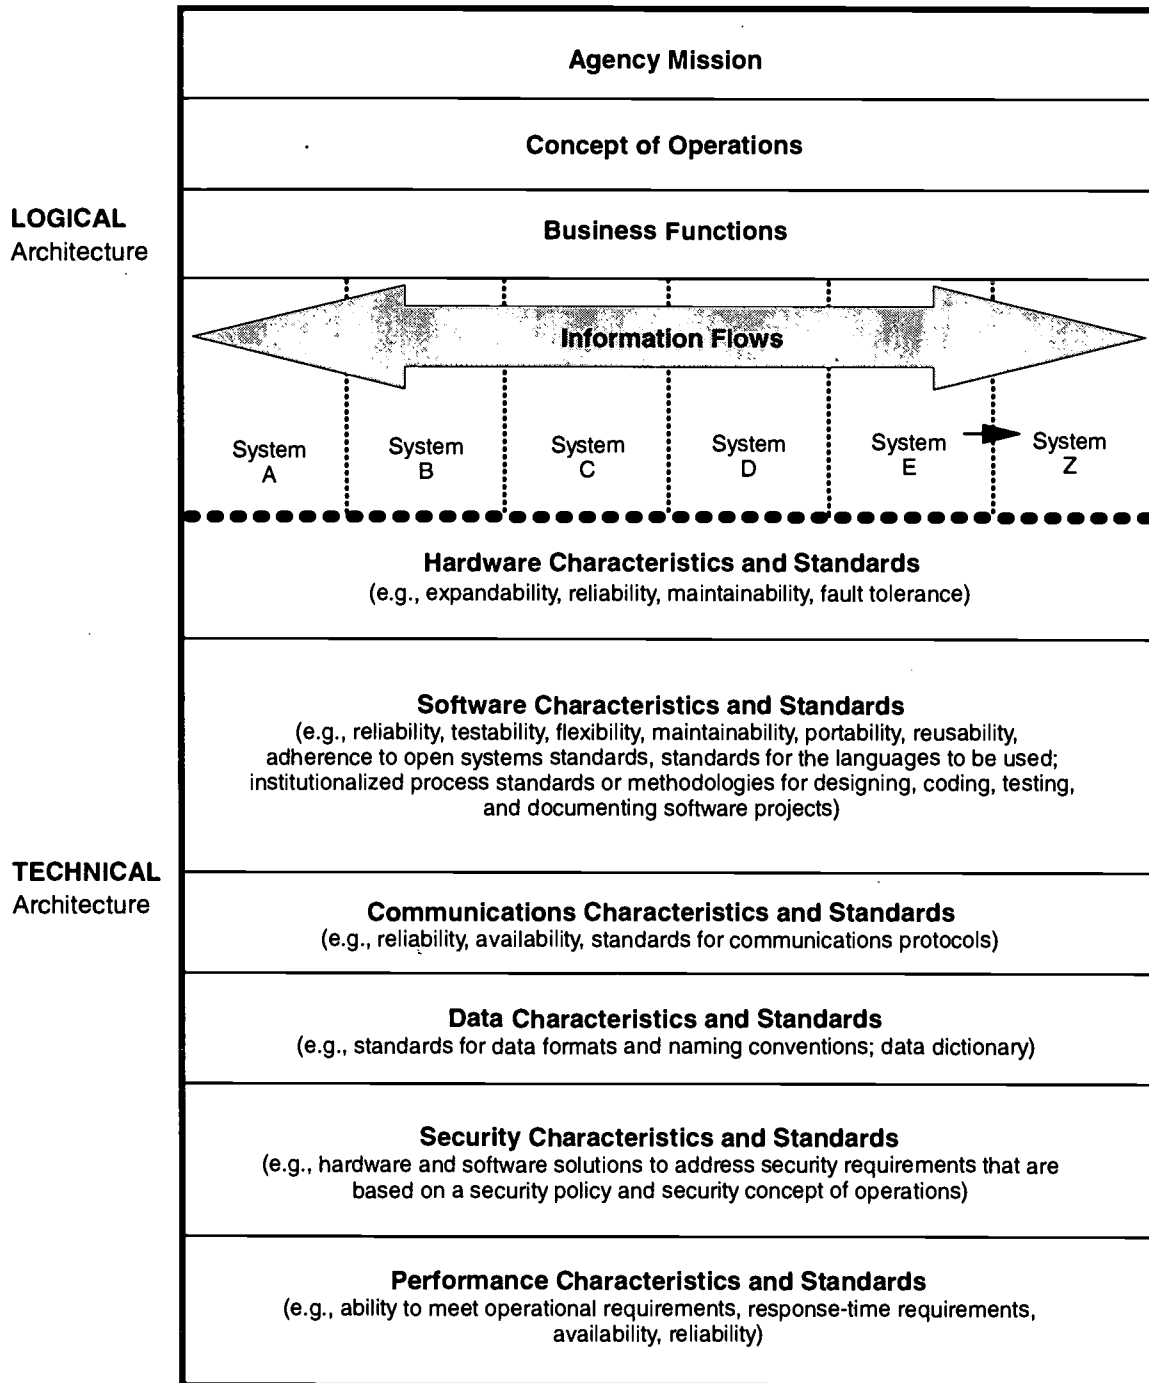 Agency Mission
Concept of Operations
LOGICAL
Architecture
Business Functions
Information Flows
System
A
System
B
System
C
System
D
System
E
System
Z
Hardware Characteristics and Standards
(e.g., expandability, reliability, maintainability, fault tolerance)
Software Characteristics and Standards
(e.g., reliability, testability, flexibility, maintainability, portability, reusability,
adherence to open systems standards, standards for the languages to be used;
institutionalized process standards or methodologies for designing, coding, testing,
and documenting software projects)
TECHNICAL
Architecture
Communications Characteristics and Standards
(e.g., reliability, availability, standards for communications protocols)
Data Characteristics and Standards
(e.g., standards for data formats and naming conventions; data dictionary)
Security Characteristics and Standards
(e.g., hardware and software solutions to address security requirements that are
based on a security policy and security concept of operations)
Performance Characteristics and Standards
(e.g., ability to meet operational requirements, response-time requirements,
availability, reliability)